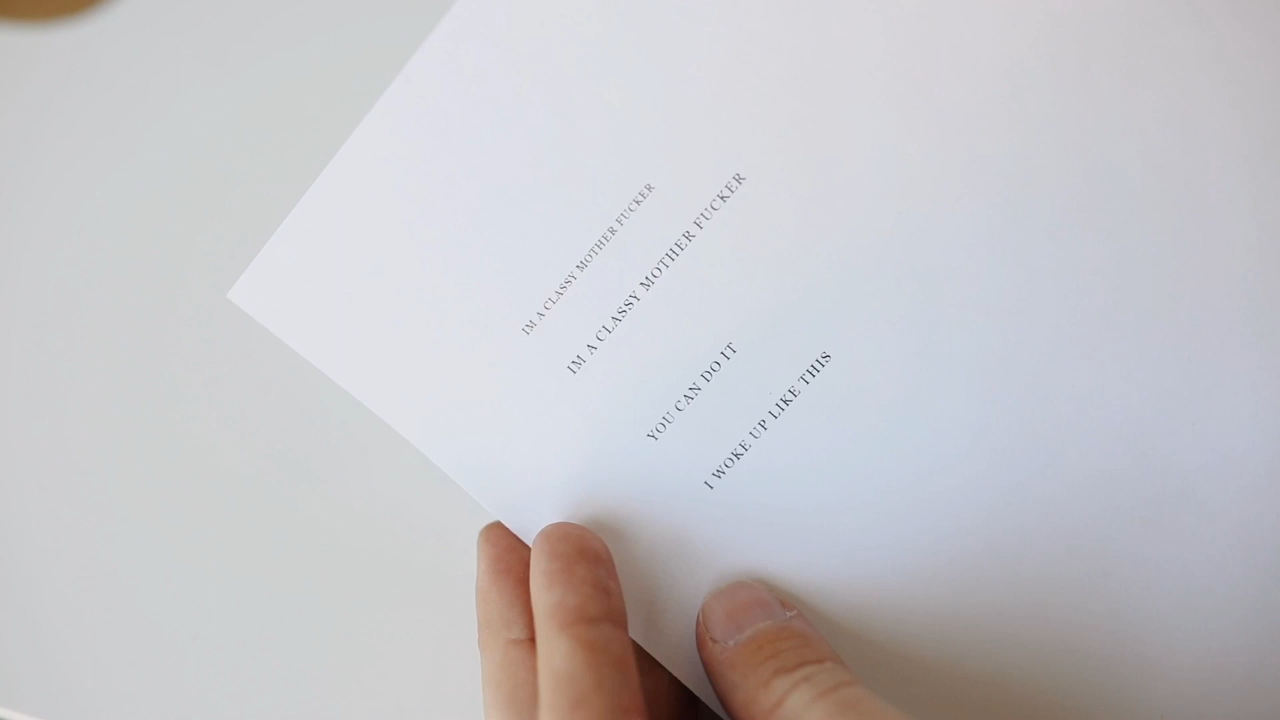 IM A CLASSY MOTHER FUCKER
IM A CLASSY MOTHER FUCKER
YOU CAN DO IT
I WOKE UP LIKE THIS